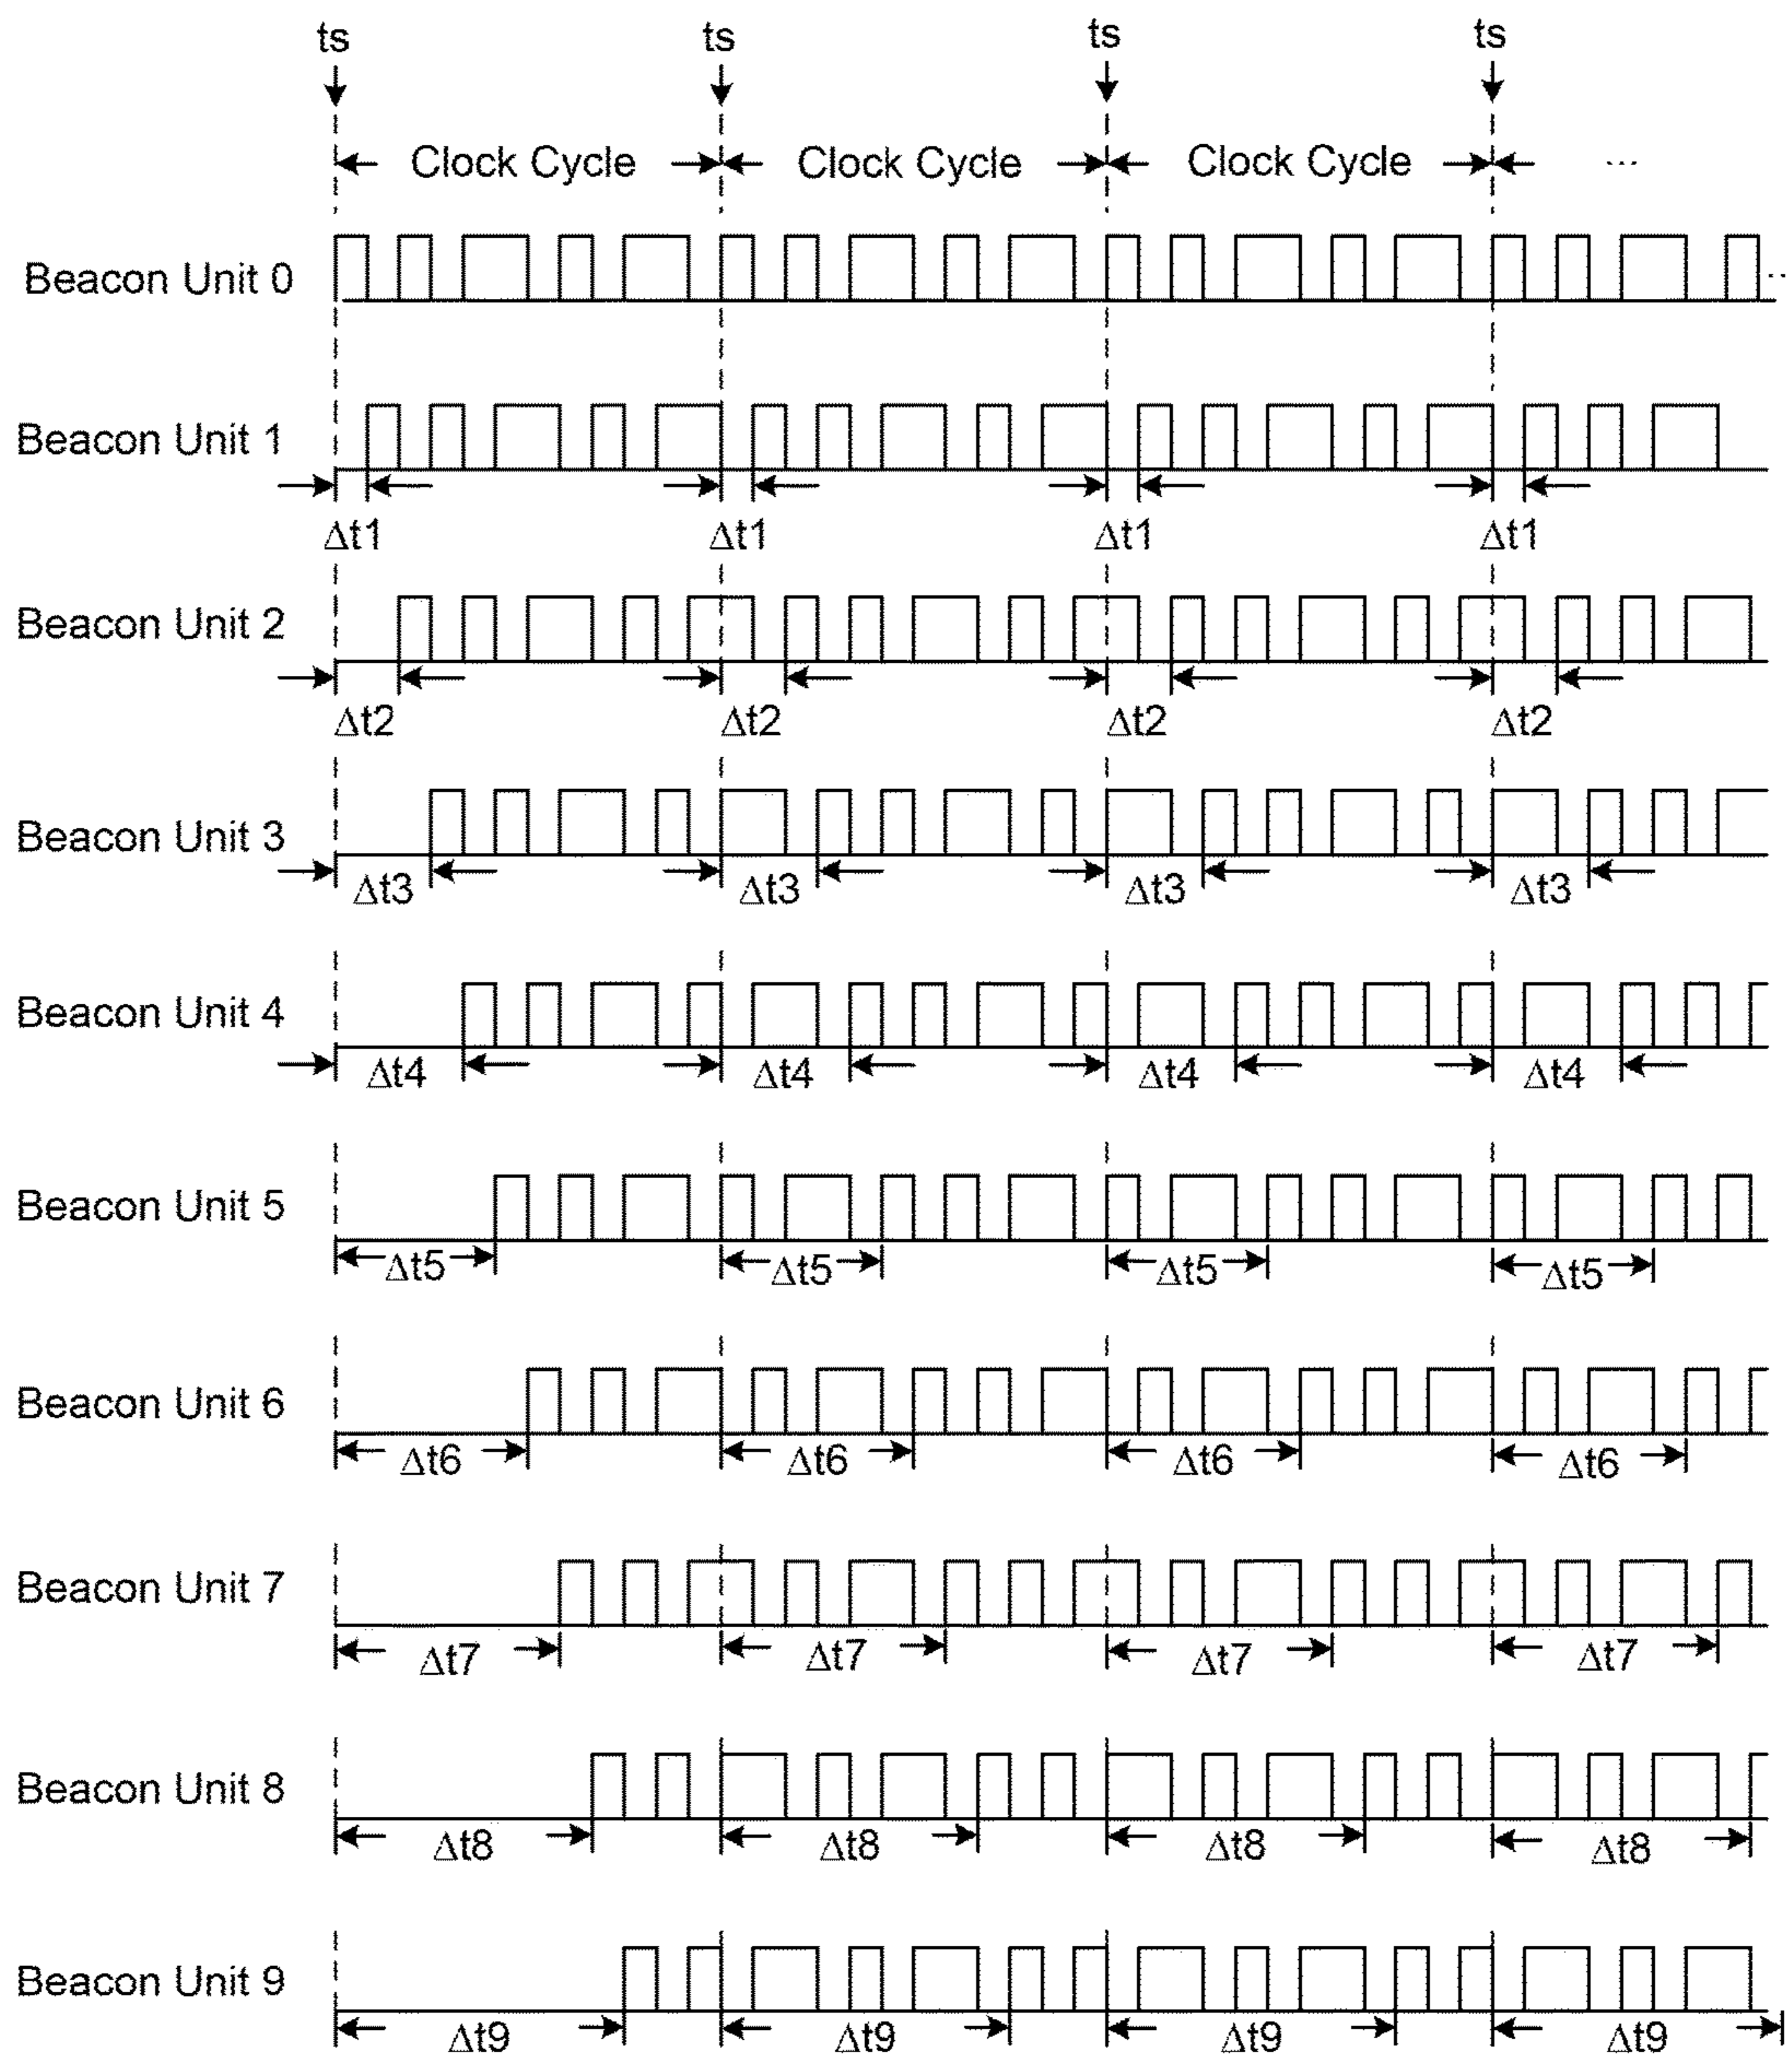 ts ts ts ts
Clock Cycle Clock Cycle Clock Cycle ...
Beacon Unit 0 ..
Beacon Unit 1
Δt1 Δt1 Δt1 Δt1
Beacon Unit 2
Δt2 Δt2 Δt2 Δt2
Beacon Unit 3
Δt3 Δt3 Δt3 Δt3
Beacon Unit 4
Δt4 Δt4 Δt4 Δt4
Beacon Unit 5
Δt5 Δt5 Δt5 Δt5
Beacon Unit 6
Δt6 Δt6 Δt6 Δt6
Beacon Unit 7
Δt7 Δt7 Δt7 Δt7
Beacon Unit 8
Δt8 Δt8 Δt8 Δt8
Beacon Unit 9
Δt9 Δt9 Δt9 Δt9